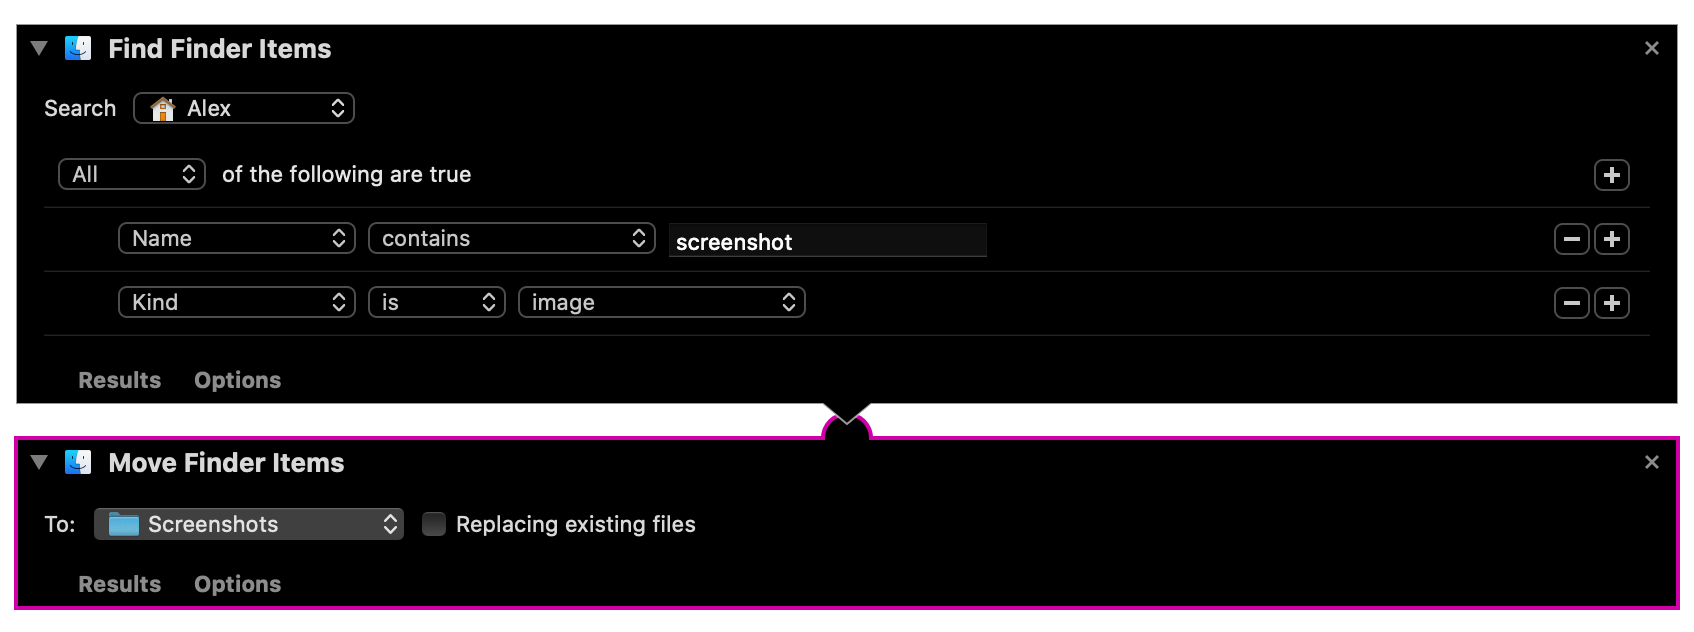 Find Finder Items
Search Alex
All of the following are true
Name contains screenshot
Kind is image
Results Options
Move Finder Items
To: Screenshots Replacing existing files
Results Options